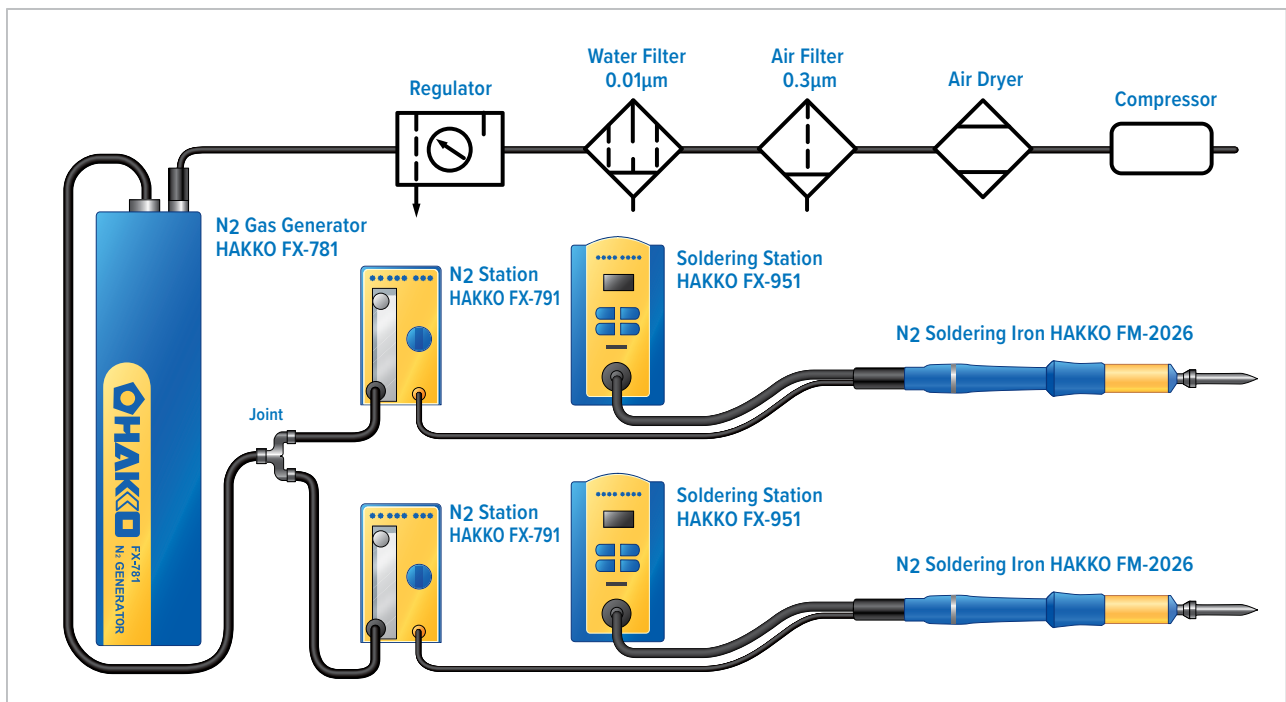 Water Filter
0.01µm
Air Filter
0.3µm
Regulator
Air Dryer
Compressor
N2 Gas Generator
HAKKO FX-781
N2 Station
HAKKO FX-791
Soldering Station
HAKKO FX-951
N2 Soldering Iron HAKKO FM-2026
Joint
HAKKO
FX-781
N2 GENERATOR
N2 Station
HAKKO FX-791
Soldering Station
HAKKO FX-951
N2 Soldering Iron HAKKO FM-2026